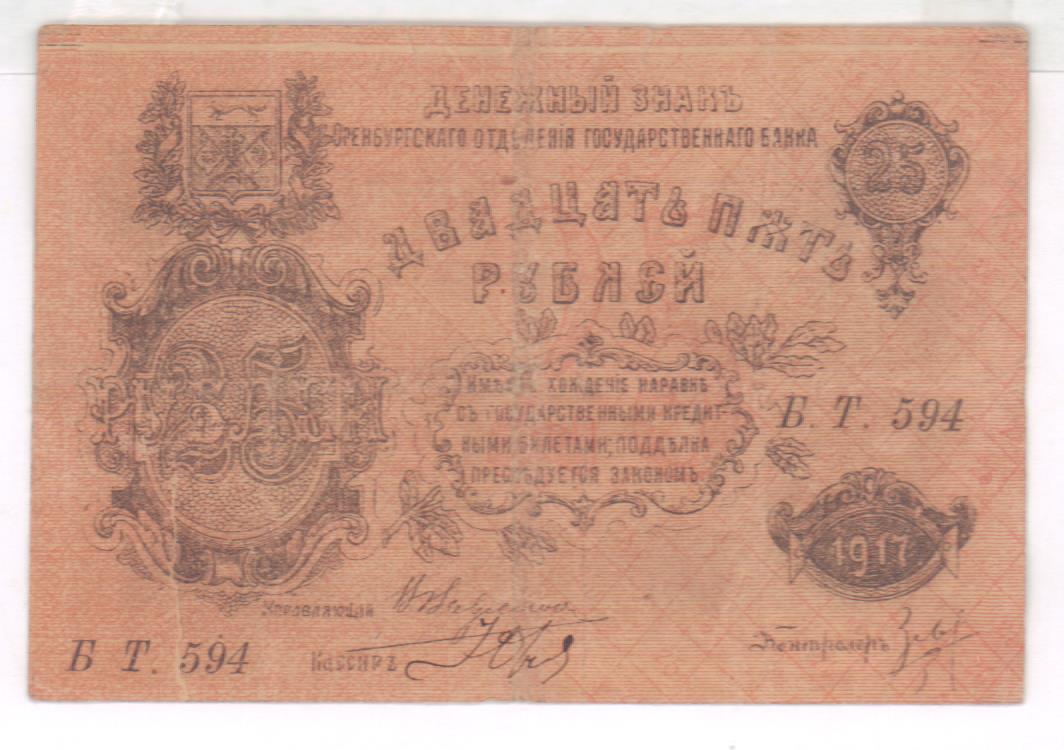 ДЕНЕЖНЫЙ ЗНАКЪ
ОРЕНБУРГСКАГО ОТДѢЛЕНІЯ ГОСУДАРСТВЕННАГО БАНКА
25
ДВАДЦАТЬ ПЯТЬ
РУБЛЕЙ
25
ИМѢЕТЪ ХОЖДЕНІЕ НАРАВНѢ
СЪ ГОСУДАРСТВЕННЫМИ КРЕДИТ-
НЫМИ БИЛЕТАМИ, ПОДДѢЛКА
ПРЕСЛѢДУЕТСЯ ЗАКОНОМЪ
Б Т. 594
1917
Управляющій
Кассиръ
Контролеръ
Б Т. 594